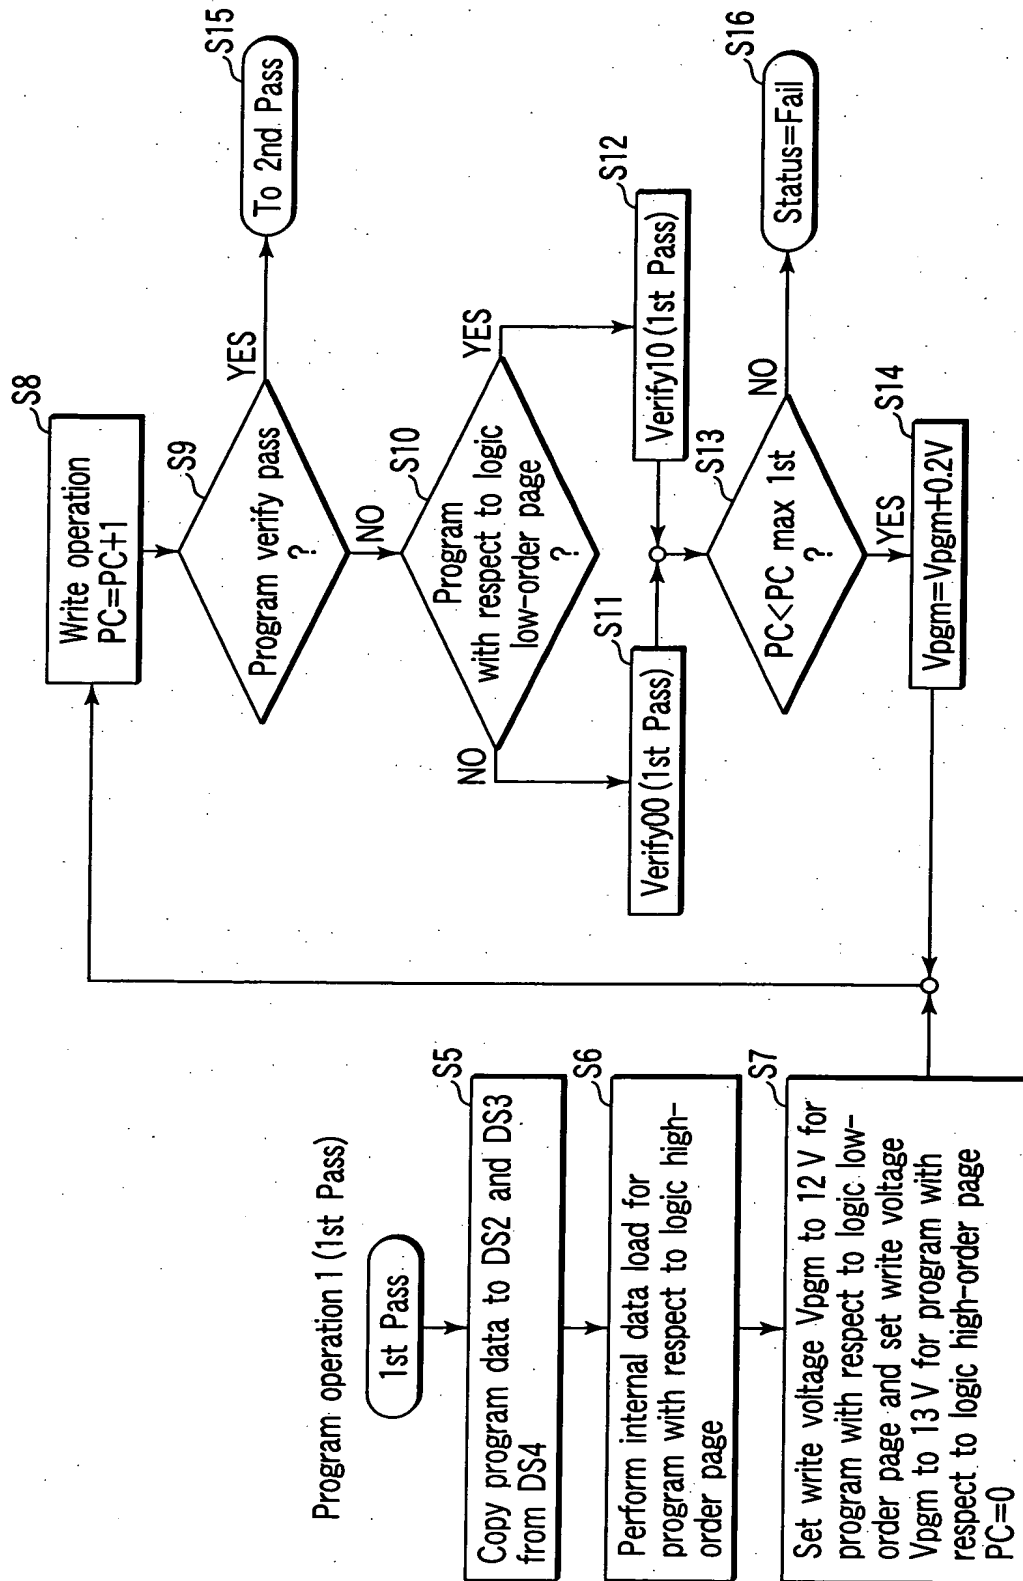 Program operation 1 (1st Pass)
1st Pass
S5
Copy program data to DS2 and DS3
from DS4
S6
Perform internal data load for
program with respect to logic high-
order page
S7
Set write voltage Vpgm to 12 V for
program with respect to logic low-
order page and set write voltage
Vpgm to 13 V for program with
respect to logic high-order page
PC=0
S8
Write operation
PC=PC+1
S9
Program verify pass
?
YES
S15
To 2nd Pass
NO
S10
Program
with respect to logic
low-order page
?
NO
YES
S11
Verify00 (1st Pass)
S12
Verify10 (1st Pass)
S13
PC<PC max 1st
?
NO
S16
Status=Fail
YES
S14
Vpgm=Vpgm+0.2V